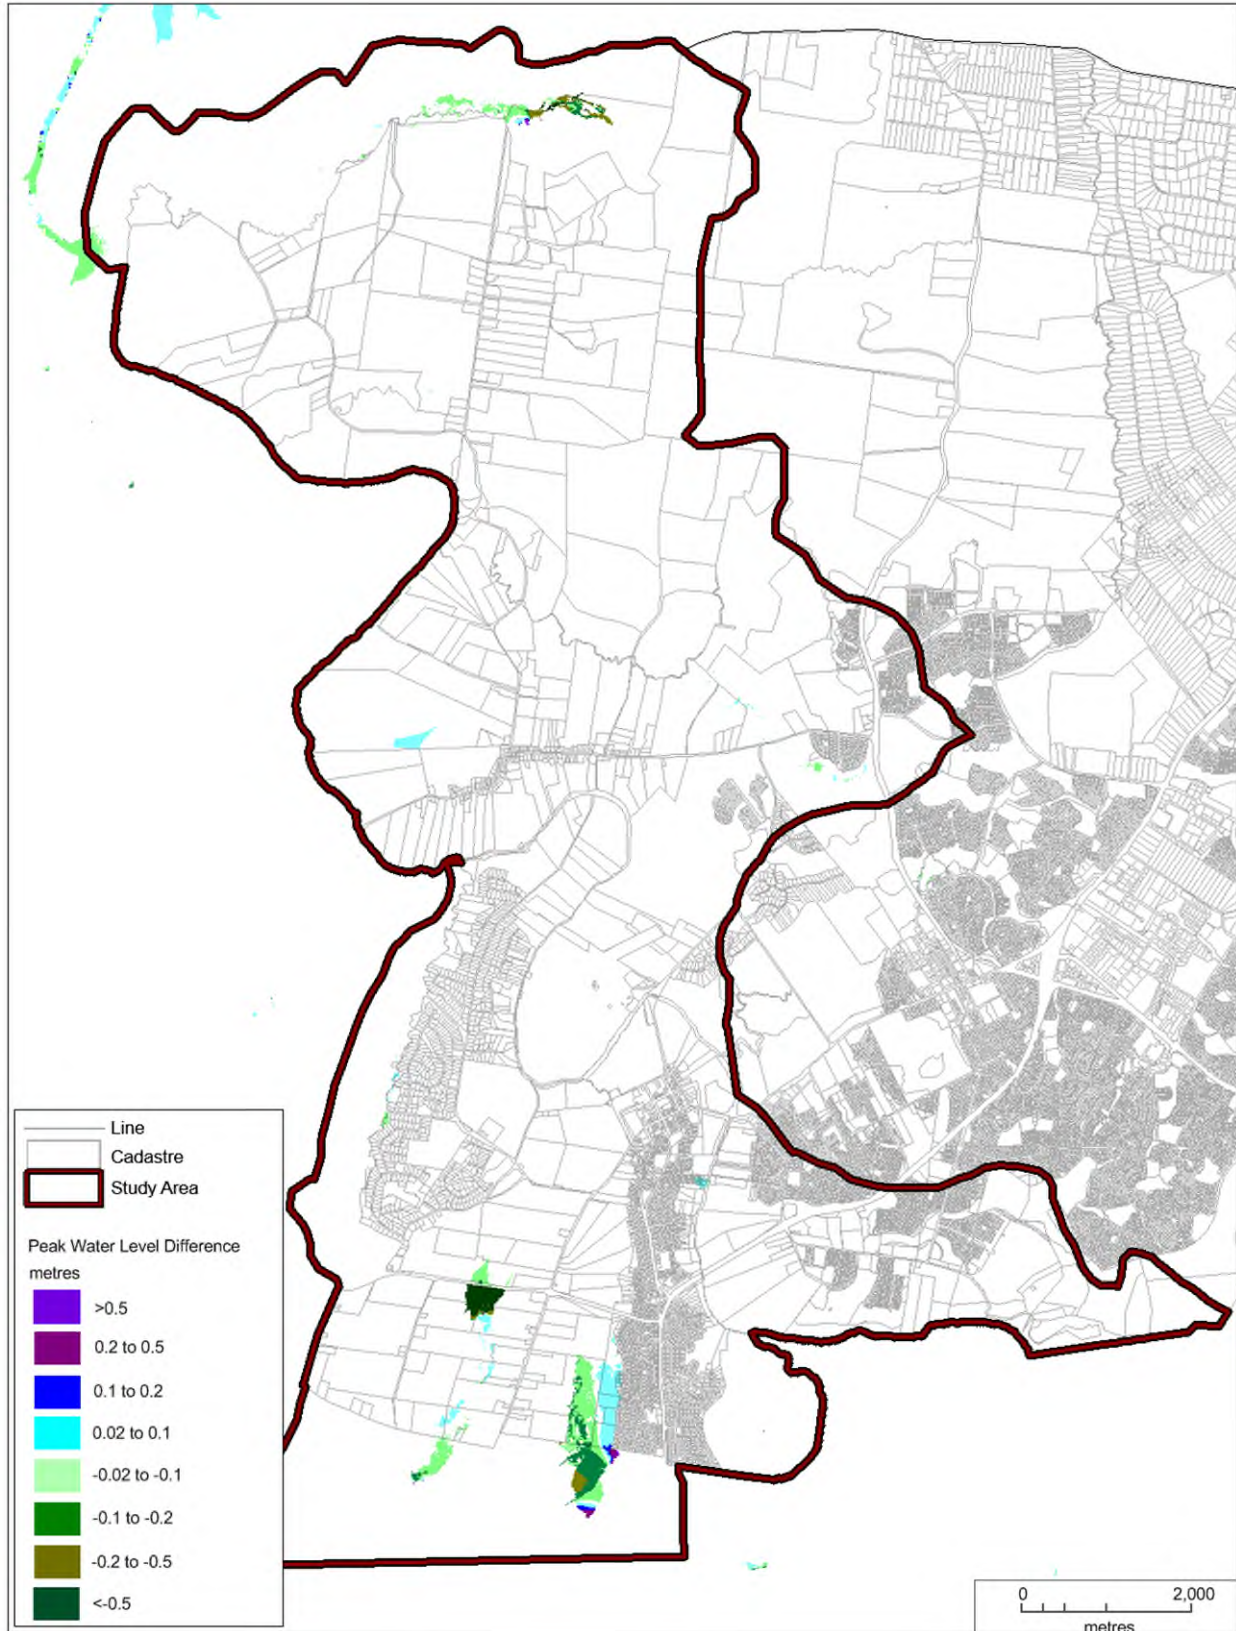 Line
Cadastre
Study Area
Peak Water Level Difference
metres
>0.5
0.2 to 0.5
0.1 to 0.2
0.02 to 0.1
-0.02 to -0.1
-0.1 to -0.2
-0.2 to -0.5
<-0.5
0 2,000
metres